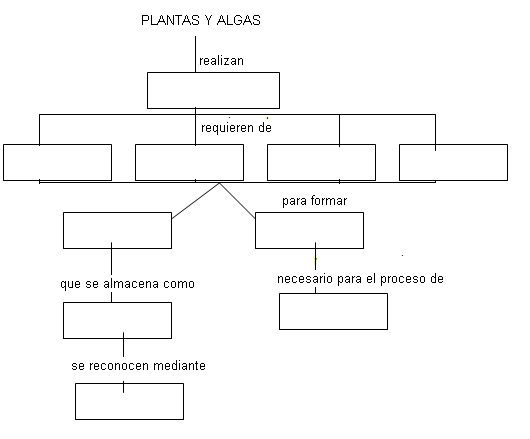 PLANTAS Y ALGAS
realizan
requieren de
para formar
que se almacena como
necesario para el proceso de
se reconocen mediante